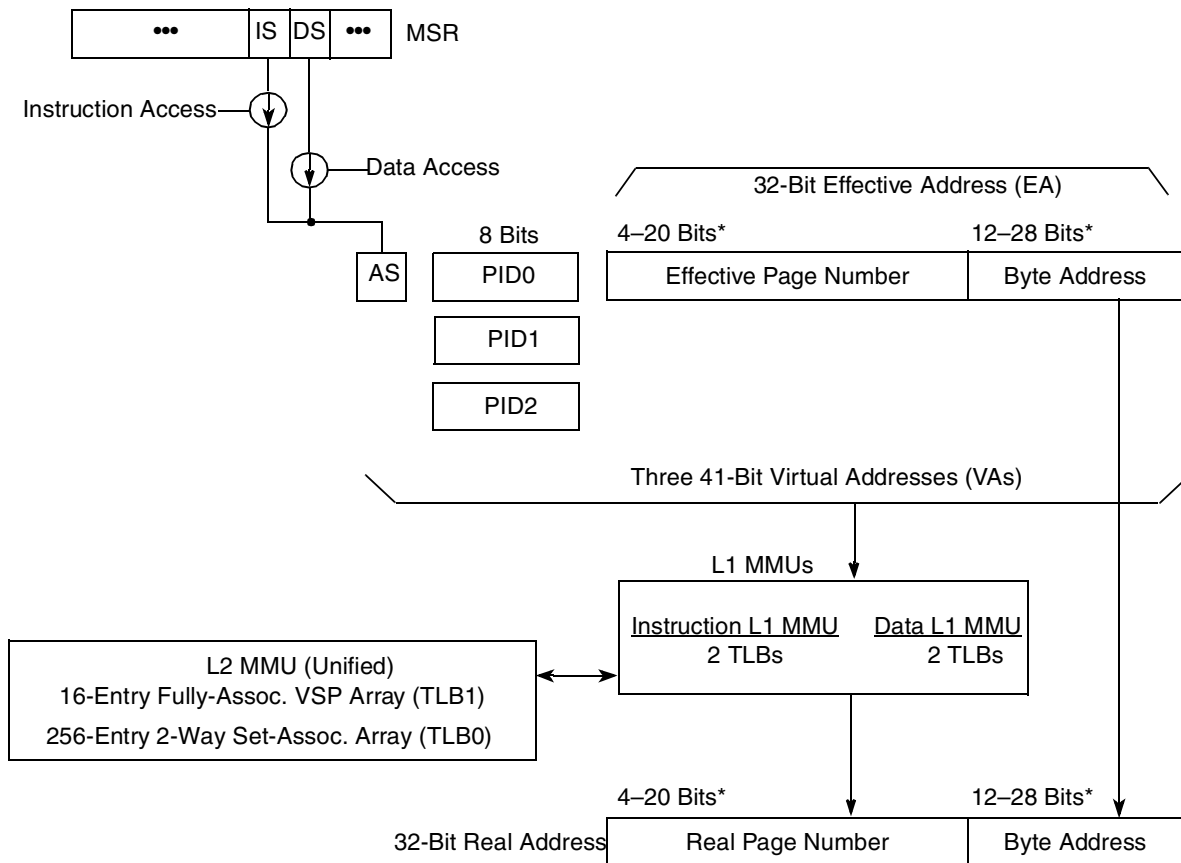 ••• IS DS ••• MSR
Instruction Access
Data Access
32-Bit Effective Address (EA)
8 Bits 4–20 Bits* 12–28 Bits*
AS PID0 Effective Page Number Byte Address
PID1
PID2
Three 41-Bit Virtual Addresses (VAs)
L1 MMUs
Instruction L1 MMU Data L1 MMU
2 TLBs 2 TLBs
L2 MMU (Unified)
16-Entry Fully-Assoc. VSP Array (TLB1)
256-Entry 2-Way Set-Assoc. Array (TLB0)
4–20 Bits* 12–28 Bits*
32-Bit Real Address Real Page Number Byte Address